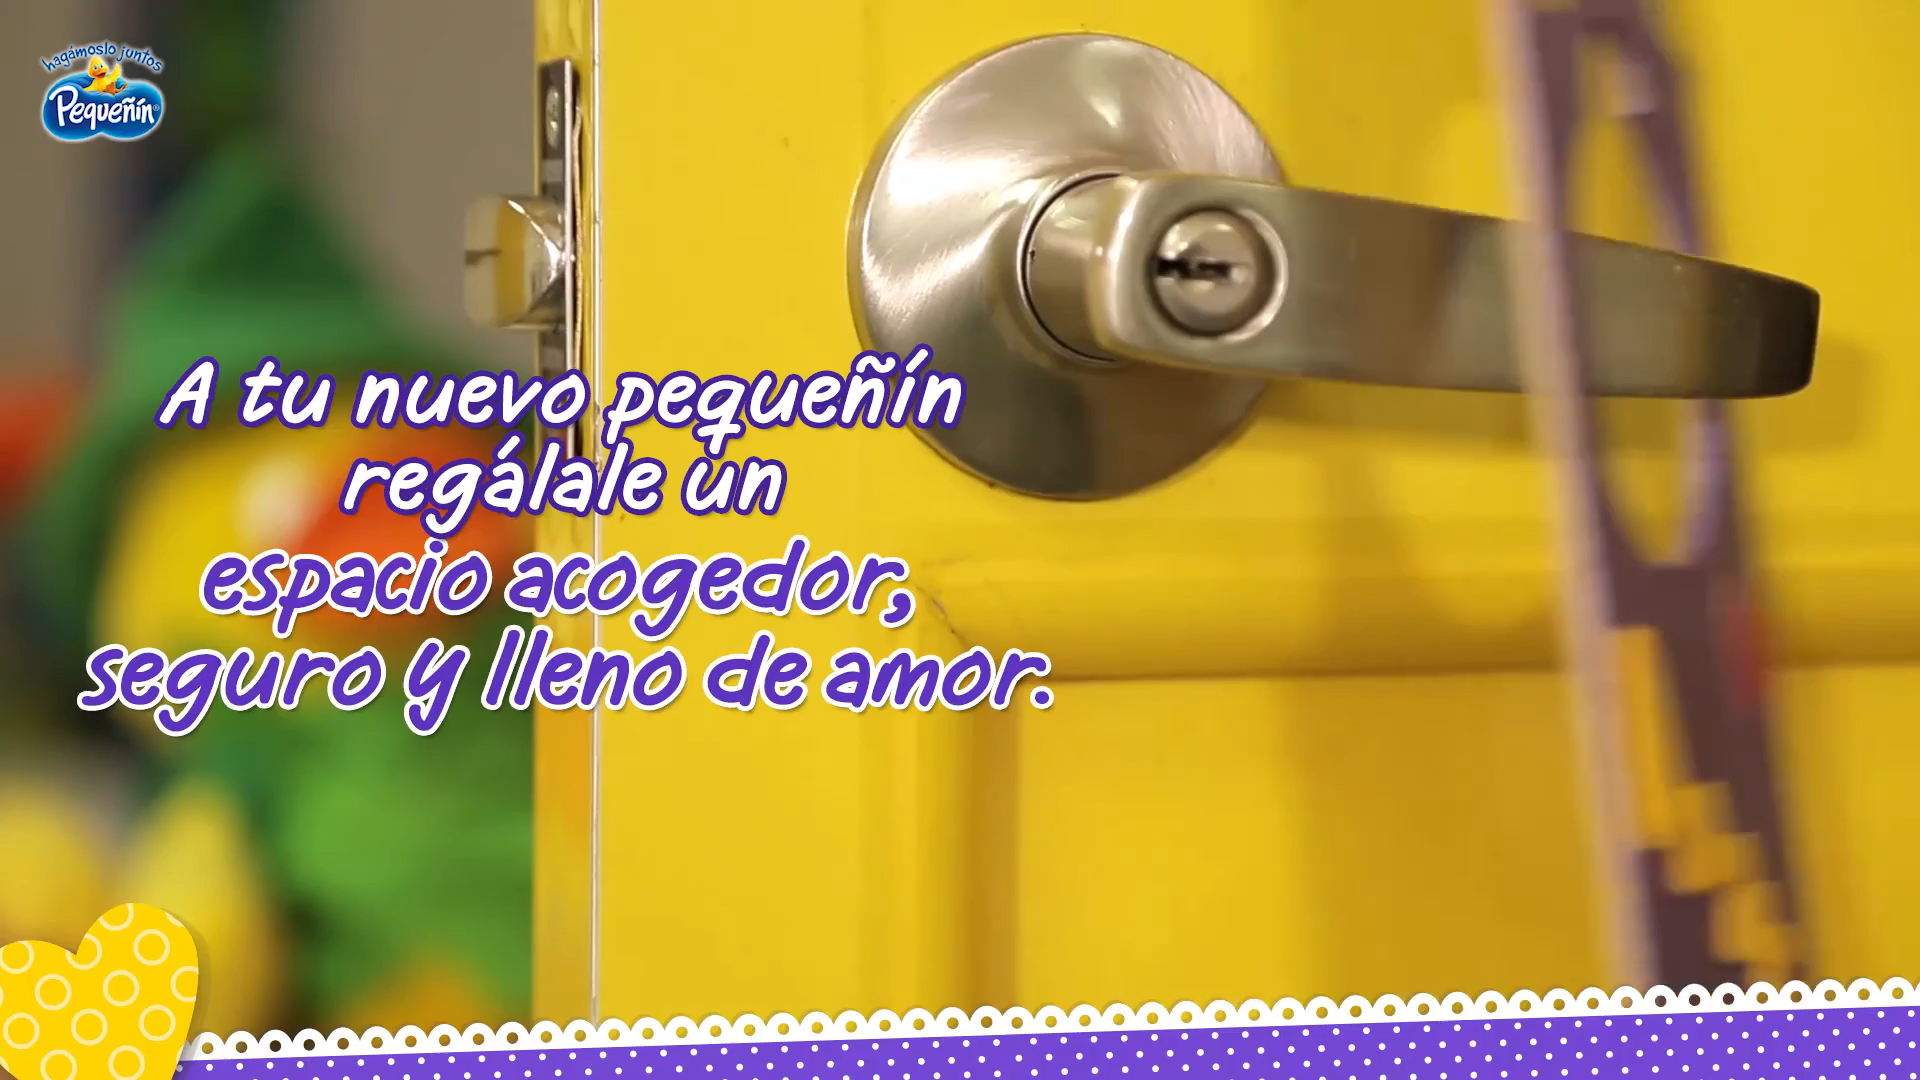 hagámoslo juntos
Pequeñín
A tu nuevo pequeñín
regálale un
espacio acogedor,
seguro y lleno de amor.